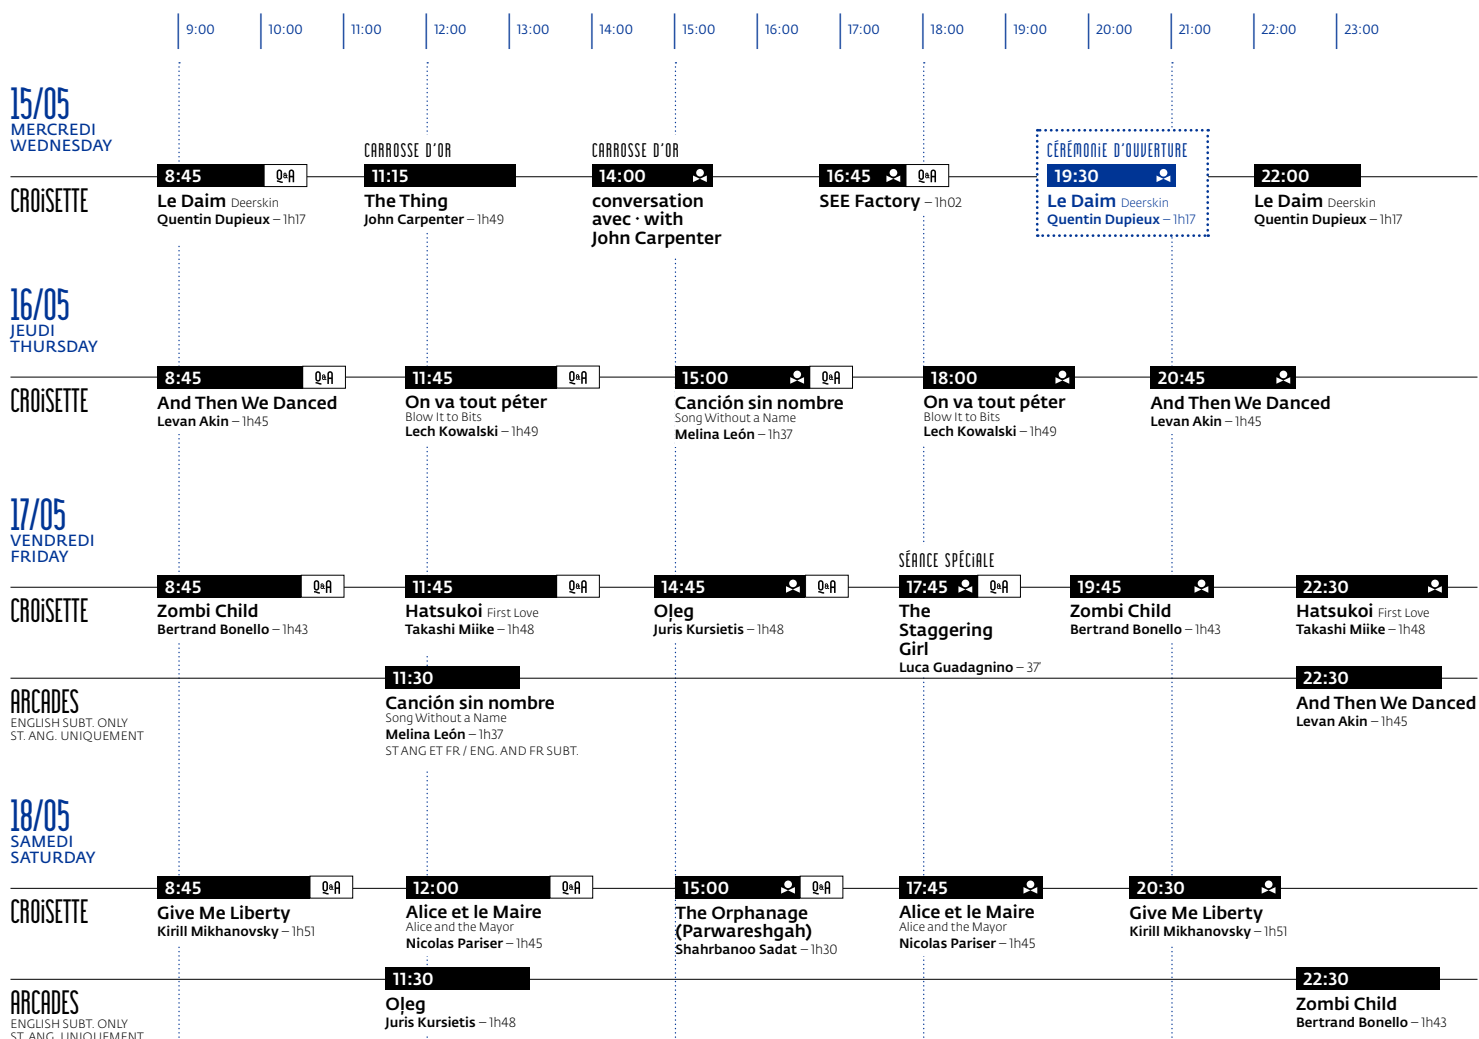 9:00 10:00 11:00 12:00 13:00 14:00 15:00 16:00 17:00 18:00 19:00 20:00 21:00 22:00 23:00
15/05
MERCREDI
WEDNESDAY
CROiSETTE
8:45 Q&A
Le Daim Deerskin
Quentin Dupieux – 1h17
CARROSSE D'OR
11:15
The Thing
John Carpenter – 1h49
CARROSSE D'OR
14:00
conversation
avec · with
John Carpenter
16:45 Q&A
SEE Factory – 1h02
CÉRÉMONiE D'OUVERTURE
19:30
Le Daim Deerskin
Quentin Dupieux – 1h17
22:00
Le Daim Deerskin
Quentin Dupieux – 1h17
16/05
JEUDI
THURSDAY
CROiSETTE
8:45 Q&A
And Then We Danced
Levan Akin – 1h45
11:45 Q&A
On va tout péter
Blow It to Bits
Lech Kowalski – 1h49
15:00 Q&A
Canción sin nombre
Song Without a Name
Melina León – 1h37
18:00
On va tout péter
Blow It to Bits
Lech Kowalski – 1h49
20:45
And Then We Danced
Levan Akin – 1h45
17/05
VENDREDI
FRIDAY
CROiSETTE
8:45 Q&A
Zombi Child
Bertrand Bonello – 1h43
11:45 Q&A
Hatsukoi First Love
Takashi Miike – 1h48
14:45 Q&A
Oļeg
Juris Kursietis – 1h48
SÉANCE SPÉCiALE
17:45 Q&A
The
Staggering
Girl
Luca Guadagnino – 37'
19:45
Zombi Child
Bertrand Bonello – 1h43
22:30
Hatsukoi First Love
Takashi Miike – 1h48
ARCADES
ENGLISH SUBT. ONLY
ST. ANG. UNIQUEMENT
11:30
Canción sin nombre
Song Without a Name
Melina León – 1h37
ST ANG ET FR / ENG. AND FR SUBT.
22:30
And Then We Danced
Levan Akin – 1h45
18/05
SAMEDI
SATURDAY
CROiSETTE
8:45 Q&A
Give Me Liberty
Kirill Mikhanovsky – 1h51
12:00 Q&A
Alice et le Maire
Alice and the Mayor
Nicolas Pariser – 1h45
15:00 Q&A
The Orphanage
(Parwareshgah)
Shahrbanoo Sadat – 1h30
17:45
Alice et le Maire
Alice and the Mayor
Nicolas Pariser – 1h45
20:30
Give Me Liberty
Kirill Mikhanovsky – 1h51
ARCADES
ENGLISH SUBT. ONLY
ST. ANG. UNIQUEMENT
11:30
Oļeg
Juris Kursietis – 1h48
22:30
Zombi Child
Bertrand Bonello – 1h43